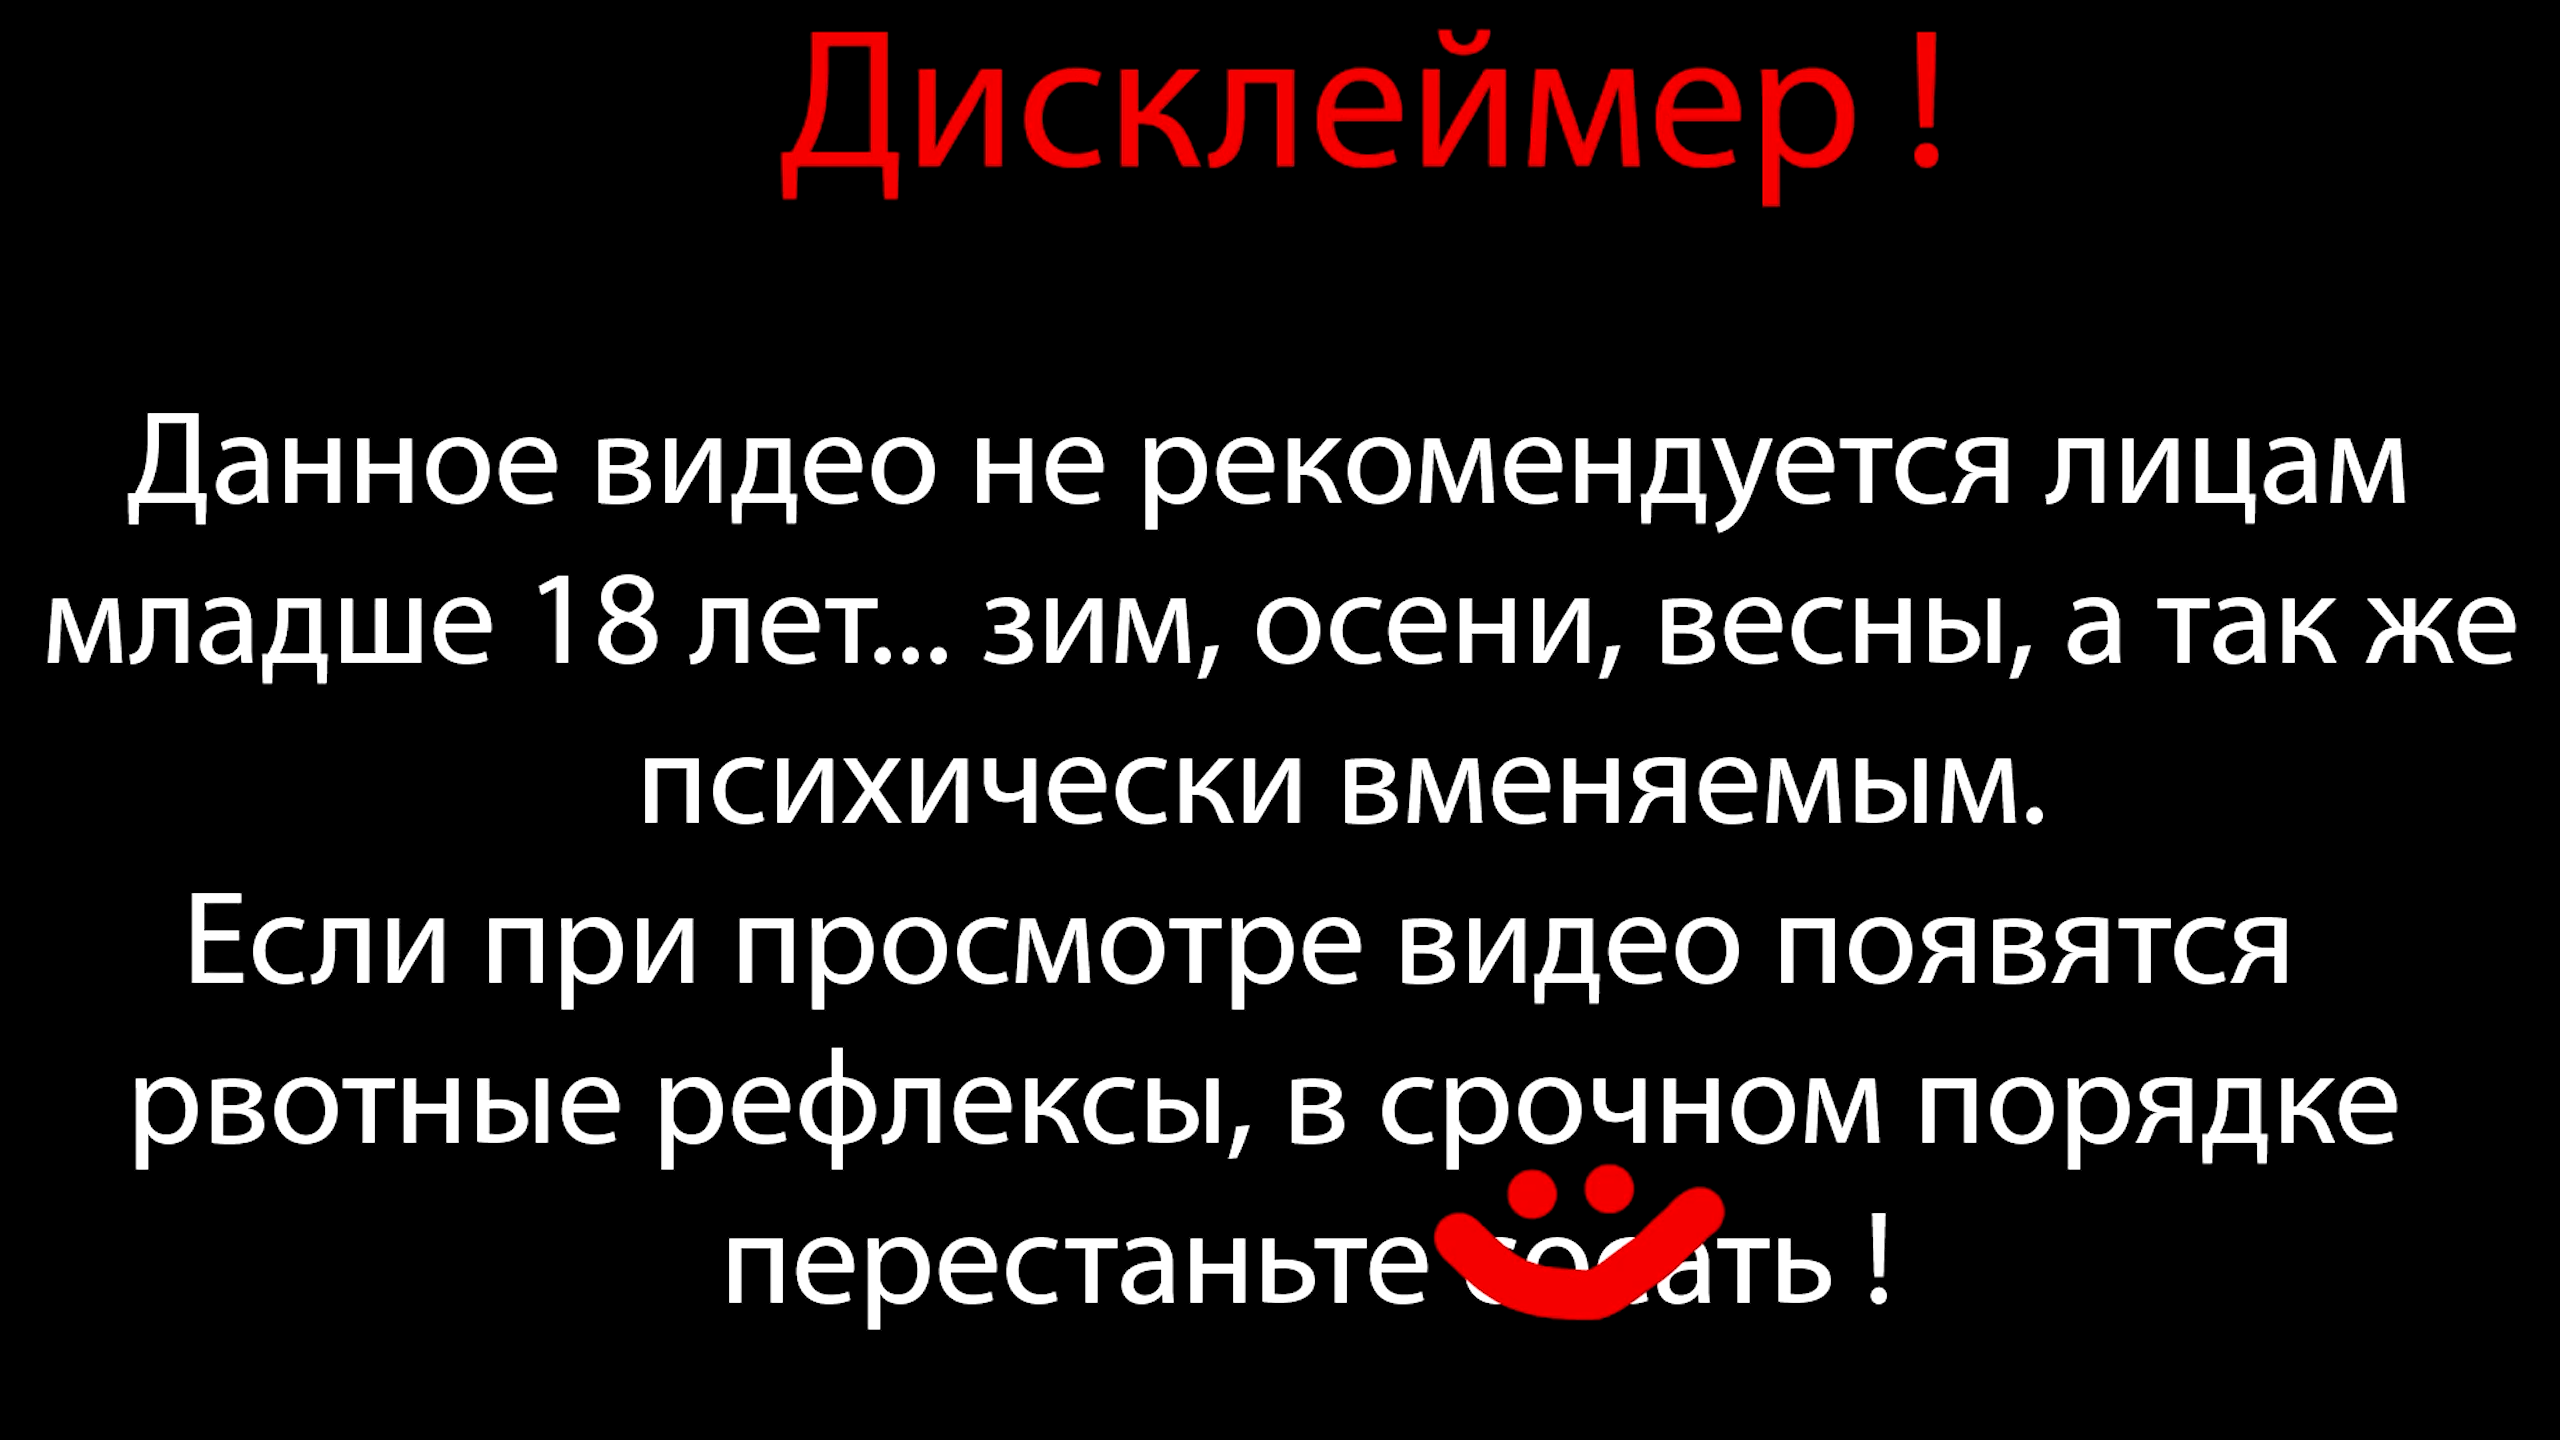 Дисклеймер !
Данное видео не рекомендуется лицам
младше 18 лет... зим, осени, весны, а так же
психически вменяемым.
Если при просмотре видео появятся
рвотные рефлексы, в срочном порядке
перестаньте сосать !